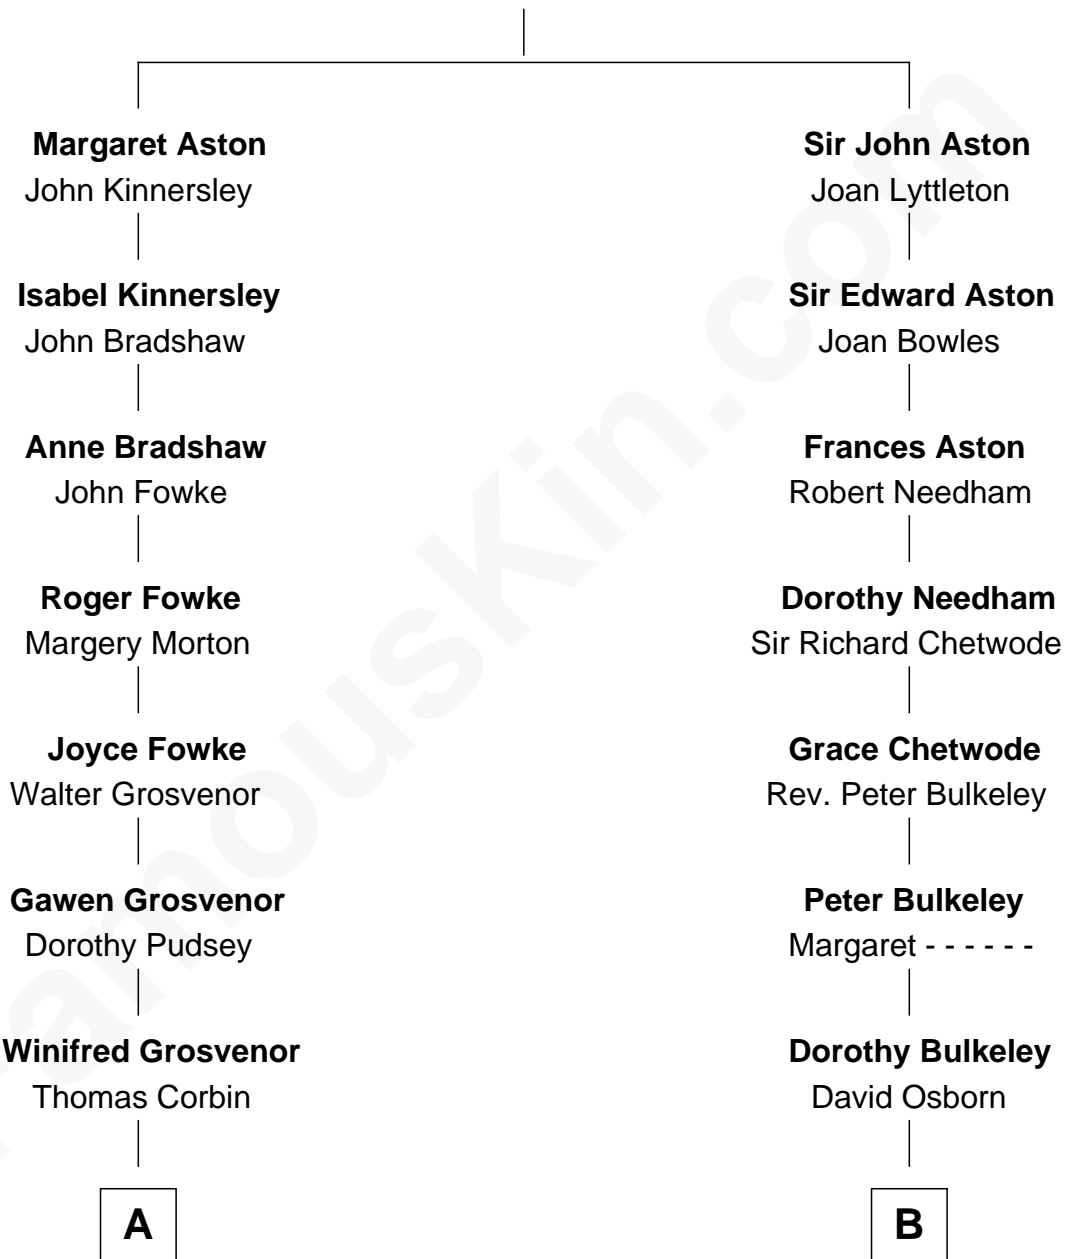 Margaret Aston
John Kinnersley
Isabel Kinnersley
John Bradshaw
Anne Bradshaw
John Fowke
Roger Fowke
Margery Morton
Joyce Fowke
Walter Grosvenor
Gawen Grosvenor
Dorothy Pudsey
Winifred Grosvenor
Thomas Corbin
A
Sir John Aston
Joan Lyttleton
Sir Edward Aston
Joan Bowles
Frances Aston
Robert Needham
Dorothy Needham
Sir Richard Chetwode
Grace Chetwode
Rev. Peter Bulkeley
Peter Bulkeley
Margaret - - - - - -
Dorothy Bulkeley
David Osborn
B
FamousKin.com